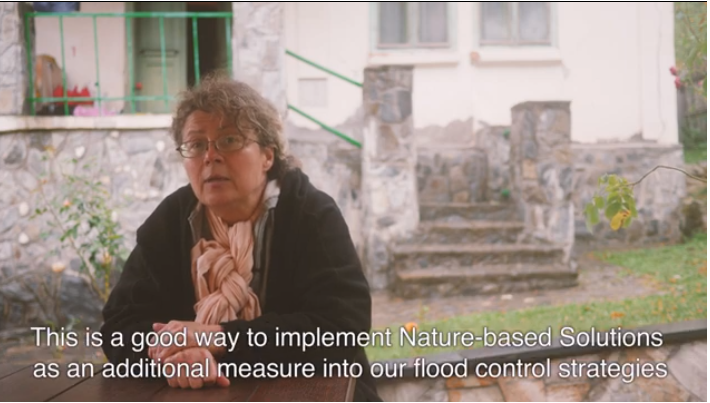 This is a good way to implement Nature-based Solutions
as an additional measure into our flood control strategies